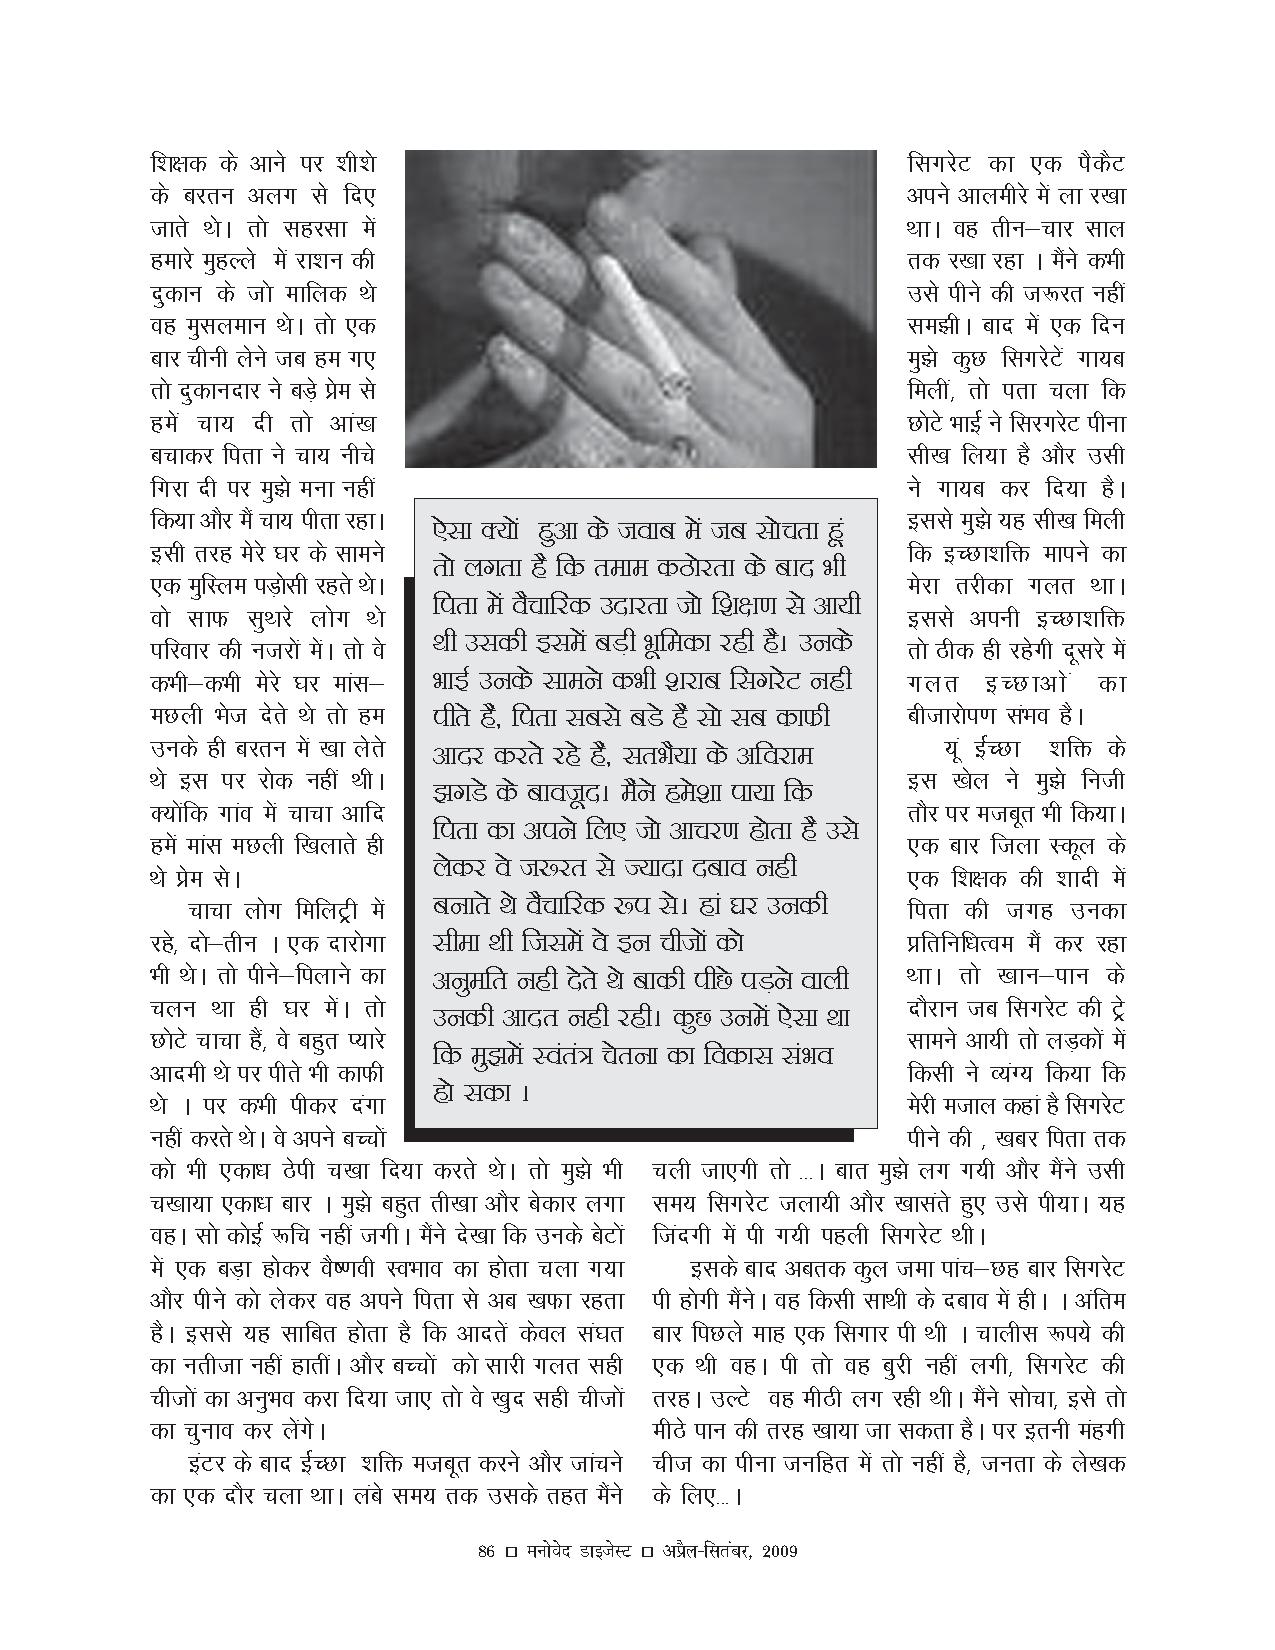 शिक्षक के आने पर शीशे
के बरतन अलग से दिए
जाते थे। तो सहरसा में
हमारे मुहल्ले में राशन की
दुकान के जो मालिक थे
वह मुसलमान थे। तो एक
बार चीनी लेने जब हम गए
तो दुकानदार ने बड़े प्रेम से
हमें चाय दी तो आंख
बचाकर पिता ने चाय नीचे
गिरा दी पर मुझे मना नहीं
किया और मैं चाय पीता रहा।
इसी तरह मेरे घर के सामने
एक मुस्लिम पड़ोसी रहते थे।
वो साफ सुथरे लोग थे
परिवार की नजरों में। तो वे
कभी–कभी मेरे घर मांस–
मछली भेज देते थे तो हम
उनके ही बरतन में खा लेते
थे इस पर रोक नहीं थी।
क्योंकि गांव में चाचा आदि
हमें मांस मछली खिलाते ही
थे प्रेम से।
चाचा लोग मिलिट्री में
रहे, दो–तीन । एक दारोगा
भी थे। तो पीने–पिलाने का
चलन था ही घर में। तो
छोटे चाचा हैं, वे बहुत प्यारे
आदमी थे पर पीते भी काफी
थे । पर कभी पीकर दंगा
नहीं करते थे। वे अपने बच्चों
को भी एकाध ठेपी चखा दिया करते थे। तो मुझे भी
चखाया एकाध बार । मुझे बहुत तीखा और बेकार लगा
वह। सो कोई रूचि नहीं जगी। मैंने देखा कि उनके बेटों
में एक बड़ा होकर वैष्णवी स्वभाव का होता चला गया
और पीने को लेकर वह अपने पिता से अब खफा रहता
है। इससे यह साबित होता है कि आदतें केवल संघत
का नतीजा नहीं हातीं। और बच्चों को सारी गलत सही
चीजों का अनुभव करा दिया जाए तो वे खुद सही चीजों
का चुनाव कर लेंगे।
इंटर के बाद ईच्छा शक्ति मजबूत करने और जांचने
का एक दौर चला था। लंबे समय तक उसके तहत मैंने
ऐसा क्यों हुआ के जवाब में जब सोचता हूं
तो लगता है कि तमाम कठोरता के बाद भी
पिता में वैचारिक उदारता जो शिक्षण से आयी
थी उसकी इसमें बड़ी भूमिका रही है। उनके
भाई उनके सामने कभी शराब सिगरेट नही
पीते हैं, पिता सबसे बडे हैं सो सब काफी
आदर करते रहे हैं, सतभैया के अविराम
झगडे के बावजूद। मैने हमेशा पाया कि
पिता का अपने लिए जो आचरण होता है उसे
लेकर वे जरुरत से ज्यादा दबाव नही
बनाते थे वैचारिक रुप से। हां घर उनकी
सीमा थी जिसमें वे इन चीजों को
अनुमति नही देते थे बाकी पीछे पड़ने वाली
उनकी आदत नही रही। कुछ उनमें ऐसा था
कि मुझमें स्वंतंत्र चेतना का विकास संभव
हो सका ।
सिगरेट का एक पैकैट
अपने आलमीरे में ला रखा
था। वह तीन–चार साल
तक रखा रहा । मैंने कभी
उसे पीने की जरूरत नहीं
समझी। बाद में एक दिन
मुझे कुछ सिगरेटें गायब
मिलीं, तो पता चला कि
छोटे भाई ने सिरगरेट पीना
सीख लिया है और उसी
ने गायब कर दिया है।
इससे मुझे यह सीख मिली
कि इच्छाशक्ति मापने का
मेरा तरीका गलत था।
इससे अपनी इच्छाशक्ति
तो ठीक ही रहेगी दूसरे में
गलत इच्छाओं का
बीजारोपण संभव है।
यूं ईच्छा शक्ति के
इस खेल ने मुझे निजी
तौर पर मजबूत भी किया।
एक बार जिला स्कूल के
एक शिक्षक की शादी में
पिता की जगह उनका
प्रतिनिधित्वम मैं कर रहा
था। तो खान–पान के
दौरान जब सिगरेट की ट्रे
सामने आयी तो लड़कों में
किसी ने व्यंग्य किया कि
मेरी मजाल कहां है सिगरेट
पीने की , खबर पिता तक
चली जाएगी तो ...। बात मुझे लग गयी और मैंने उसी
समय सिगरेट जलायी और खासंते हुए उसे पीया। यह
जिंदगी में पी गयी पहली सिगरेट थी।
इसके बाद अबतक कुल जमा पांच–छह बार सिगरेट
पी होगी मैंने। वह किसी साथी के दबाव में ही। । अंतिम
बार पिछले माह एक सिगार पी थी । चालीस रूपये की
एक थी वह। पी तो वह बुरी नहीं लगी, सिगरेट की
तरह। उल्टे वह मीठी लग रही थी। मैंने सोचा, इसे तो
मीठे पान की तरह खाया जा सकता है। पर इतनी मंहगी
चीज का पीना जनहित में तो नहीं है, जनता के लेखक
के लिए...।
86 □ मनोवेद डाइजेस्ट □ अप्रैल-सितंबर, 2009